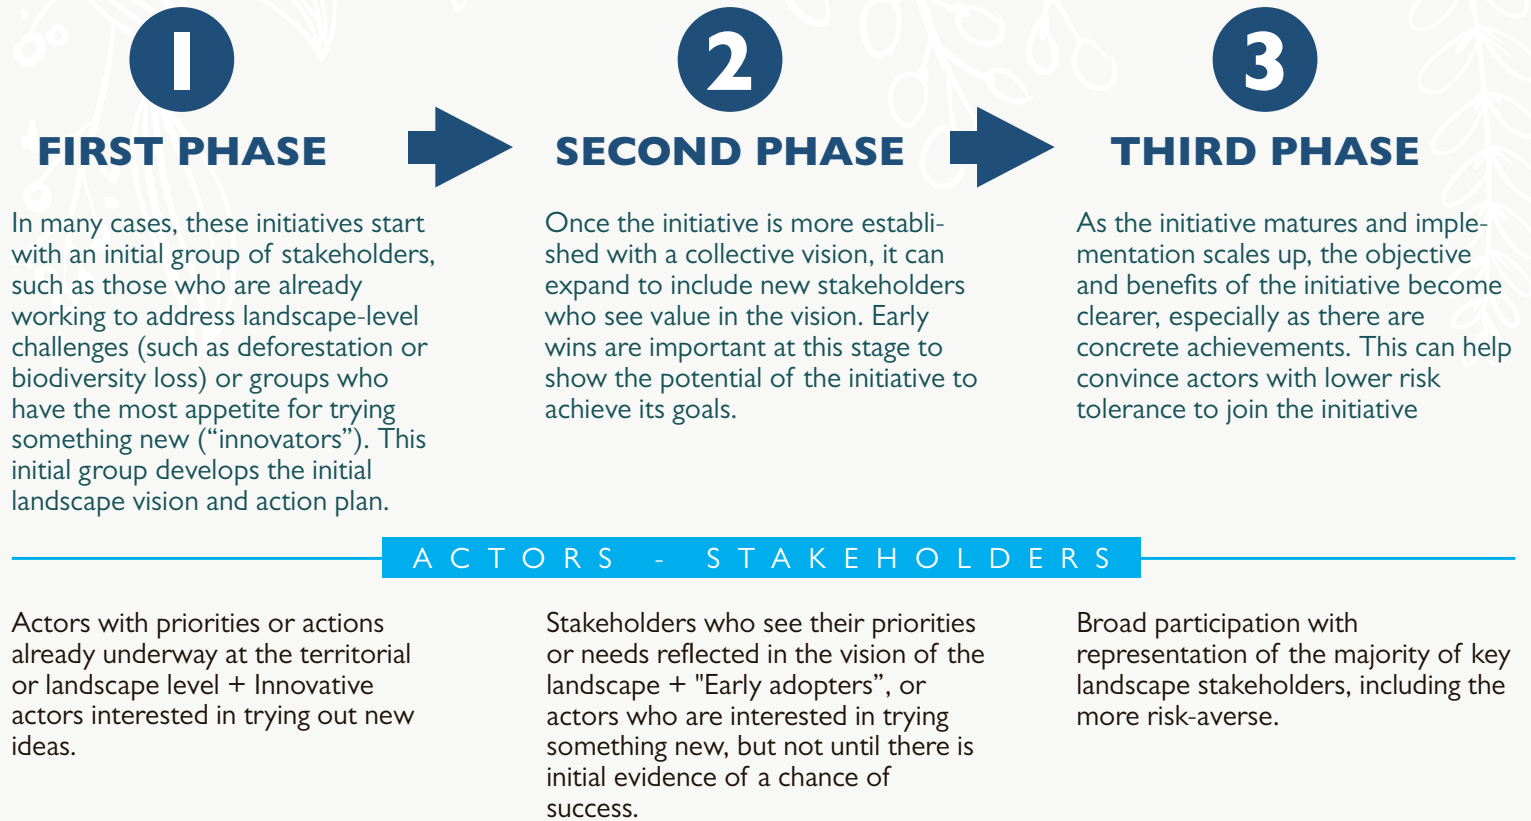 1
FIRST PHASE
In many cases, these initiatives start
with an initial group of stakeholders,
such as those who are already
working to address landscape-level
challenges (such as deforestation or
biodiversity loss) or groups who
have the most appetite for trying
something new (“innovators”). This
initial group develops the initial
landscape vision and action plan.
2
SECOND PHASE
Once the initiative is more establi-
shed with a collective vision, it can
expand to include new stakeholders
who see value in the vision. Early
wins are important at this stage to
show the potential of the initiative to
achieve its goals.
3
THIRD PHASE
As the initiative matures and imple-
mentation scales up, the objective
and benefits of the initiative become
clearer, especially as there are
concrete achievements. This can help
convince actors with lower risk
tolerance to join the initiative
ACTORS - STAKEHOLDERS
Actors with priorities or actions
already underway at the territorial
or landscape level + Innovative
actors interested in trying out new
ideas.
Stakeholders who see their priorities
or needs reflected in the vision of the
landscape + "Early adopters”, or
actors who are interested in trying
something new, but not until there is
initial evidence of a chance of
success.
Broad participation with
representation of the majority of key
landscape stakeholders, including the
more risk-averse.